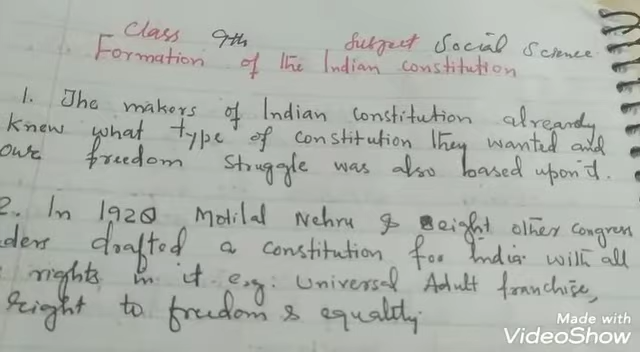 Class 9th Subject Social Science
Formation of the Indian constitution
1. The makers of Indian constitution alreardy
knew what type of constitution they wanted and
our freedom struggle was also based upon it.
2. In 1928 Motilal Nehru & eight other congress
ders drafted a constitution for India with all
rights in it e.g: Universal Adult franchise,
right to freedom & equality.
Made with
VideoShow